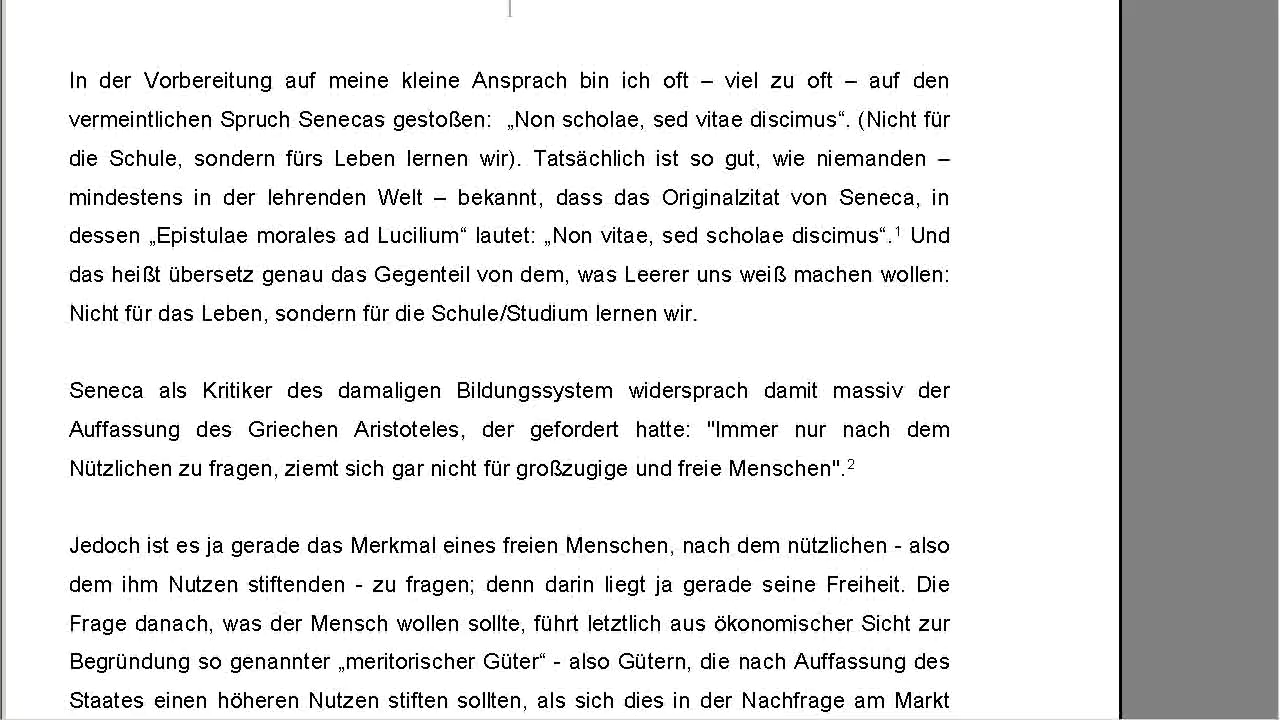 In der Vorbereitung auf meine kleine Ansprach bin ich oft – viel zu oft – auf den
vermeintlichen Spruch Senecas gestoßen:  „Non scholae, sed vitae discimus“. (Nicht für
die Schule, sondern fürs Leben lernen wir). Tatsächlich ist so gut, wie niemanden –
mindestens in der lehrenden Welt – bekannt, dass das Originalzitat von Seneca, in
dessen „Epistulae morales ad Lucilium“ lautet: „Non vitae, sed scholae discimus“.¹ Und
das heißt übersetz genau das Gegenteil von dem, was Leerer uns weiß machen wollen:
Nicht für das Leben, sondern für die Schule/Studium lernen wir.
Seneca als Kritiker des damaligen Bildungssystem widersprach damit massiv der
Auffassung des Griechen Aristoteles, der gefordert hatte: "Immer nur nach dem
Nützlichen zu fragen, ziemt sich gar nicht für großzugige und freie Menschen".²
Jedoch ist es ja gerade das Merkmal eines freien Menschen, nach dem nützlichen - also
dem ihm Nutzen stiftenden - zu fragen; denn darin liegt ja gerade seine Freiheit. Die
Frage danach, was der Mensch wollen sollte, führt letztlich aus ökonomischer Sicht zur
Begründung so genannter „meritorischer Güter“ - also Gütern, die nach Auffassung des
Staates einen höheren Nutzen stiften sollten, als sich dies in der Nachfrage am Markt